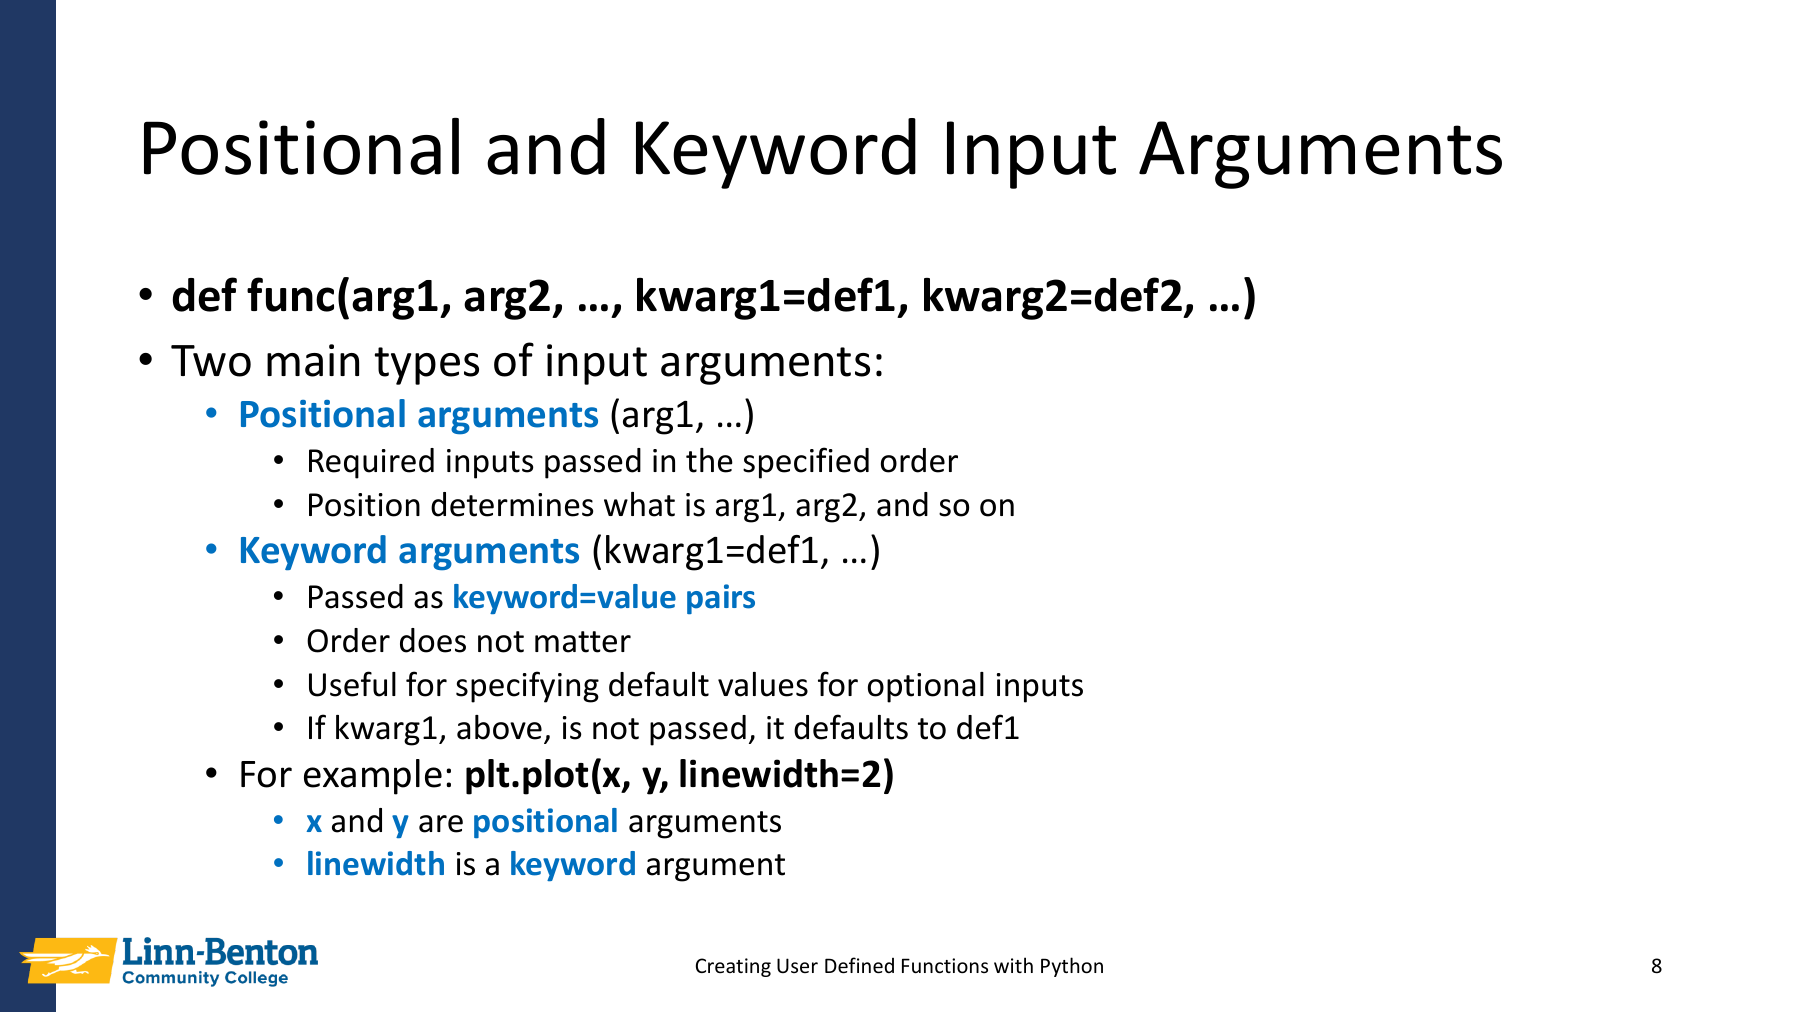 Positional and Keyword Input Arguments
• def func(arg1, arg2, …, kwarg1=def1, kwarg2=def2, …)
• Two main types of input arguments:
• Positional arguments (arg1, …)
• Required inputs passed in the specified order
• Position determines what is arg1, arg2, and so on
• Keyword arguments (kwarg1=def1, …)
• Passed as keyword=value pairs
• Order does not matter
• Useful for specifying default values for optional inputs
• If kwarg1, above, is not passed, it defaults to def1
• For example: plt.plot(x, y, linewidth=2)
• x and y are positional arguments
• linewidth is a keyword argument
Linn-Benton
Community College
Creating User Defined Functions with Python
8